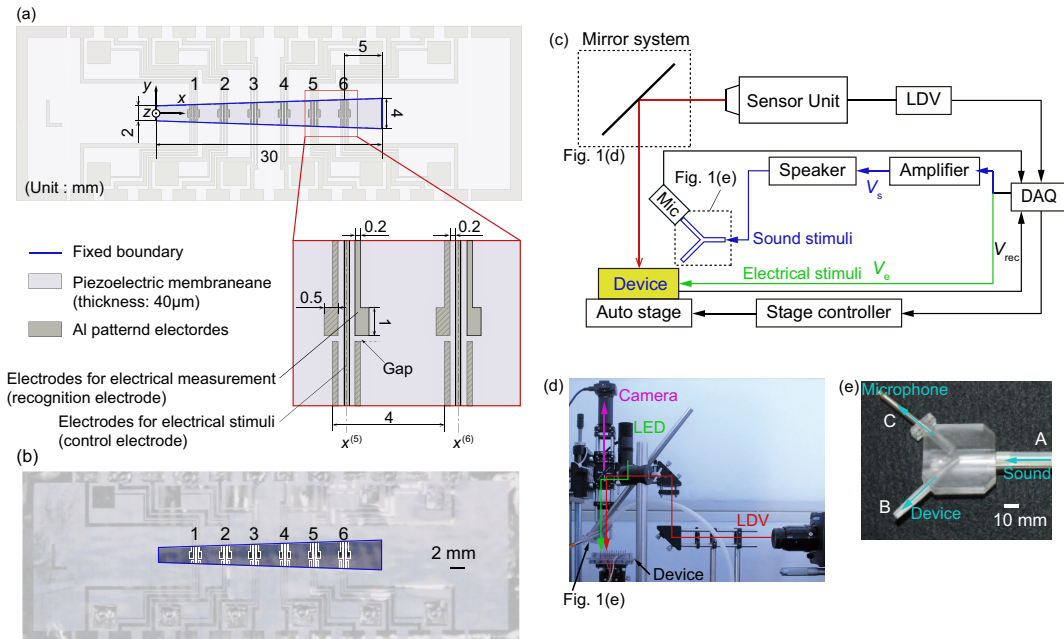 (a)
5
1 2 3 4 5 6
y
x
z
2
4
30
(Unit : mm)
Fixed boundary
Piezoelectric membraneane
(thickness: 40μm)
Al patternd electordes
0.2
0.2
0.5
1
Gap
Electrodes for electrical measurement
(recognition electrode)
Electrodes for electrical stimuli
(control electrode)
4
x(5)
x(6)
(b)
1 2 3 4 5 6
2 mm
(c)
Mirror system
Sensor Unit
LDV
Fig. 1(d)
Fig. 1(e)
Speaker
Amplifier
DAQ
Mic
Vs
Sound stimuli
Vrec
Electrical stimuli
Ve
Device
Auto stage
Stage controller
(d)
Camera
LED
LDV
Device
Fig. 1(e)
(e)
Microphone
C
A
Sound
B
Device
10 mm